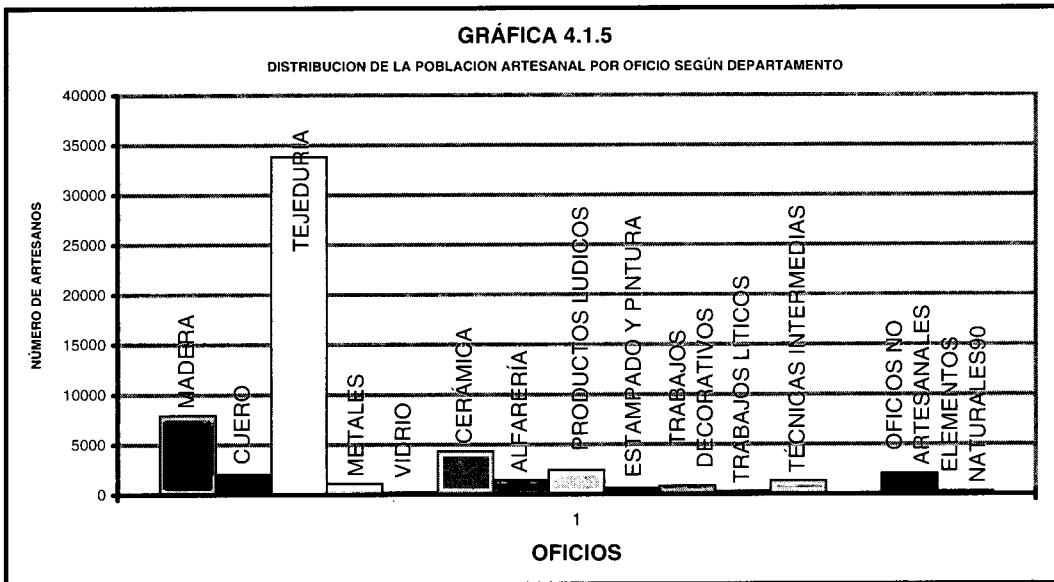 GRÁFICA 4.1.5
DISTRIBUCION DE LA POBLACION ARTESANAL POR OFICIO SEGÚN DEPARTAMENTO
NÚMERO DE ARTESANOS
40000
35000
30000
25000
20000
15000
10000
5000
0
MADERA
CUERO
TEJEDURIA
METALES
VIDRIO
CERÁMICA
ALFARERÍA
PRODUCTOS LUDICOS
ESTAMPADO Y PINTURA
TRABAJOS
DECORATIVOS
TRABAJOS LITICOS
TÉCNICAS INTERMEDIAS
OFICIOS NO
ARTESANALES
ELEMENTOS
NATURALES90
1
OFICIOS